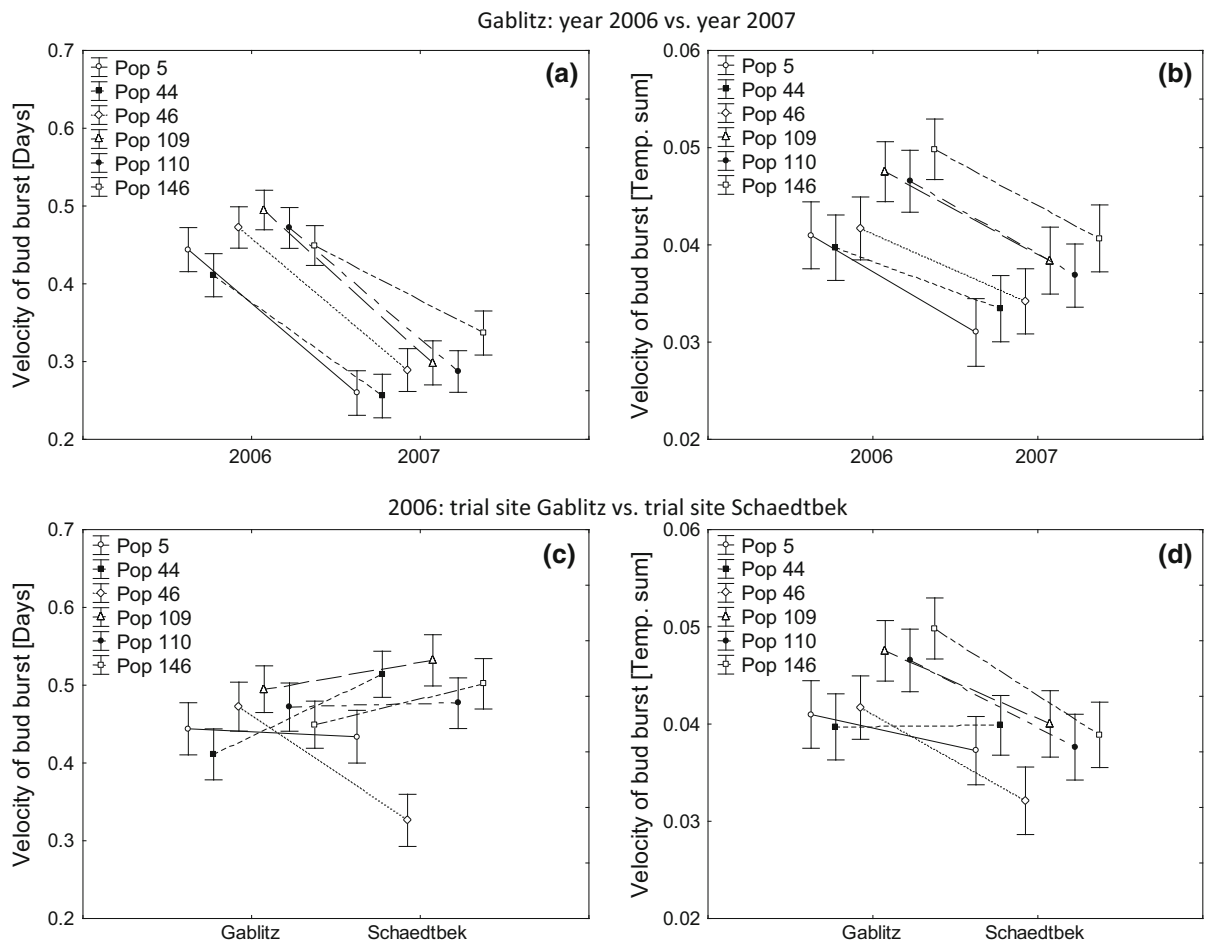 Gablitz: year 2006 vs. year 2007
(a)
Velocity of bud burst [Days]
0.7
0.6
0.5
0.4
0.3
0.2
Pop 5
Pop 44
Pop 46
Pop 109
Pop 110
Pop 146
2006 2007
(b)
Velocity of bud burst [Temp. sum]
0.06
0.05
0.04
0.03
0.02
Pop 5
Pop 44
Pop 46
Pop 109
Pop 110
Pop 146
2006 2007
2006: trial site Gablitz vs. trial site Schaedtbek
(c)
Velocity of bud burst [Days]
0.7
0.6
0.5
0.4
0.3
0.2
Pop 5
Pop 44
Pop 46
Pop 109
Pop 110
Pop 146
Gablitz Schaedtbek
(d)
Velocity of bud burst [Temp. sum]
0.06
0.05
0.04
0.03
0.02
Pop 5
Pop 44
Pop 46
Pop 109
Pop 110
Pop 146
Gablitz Schaedtbek